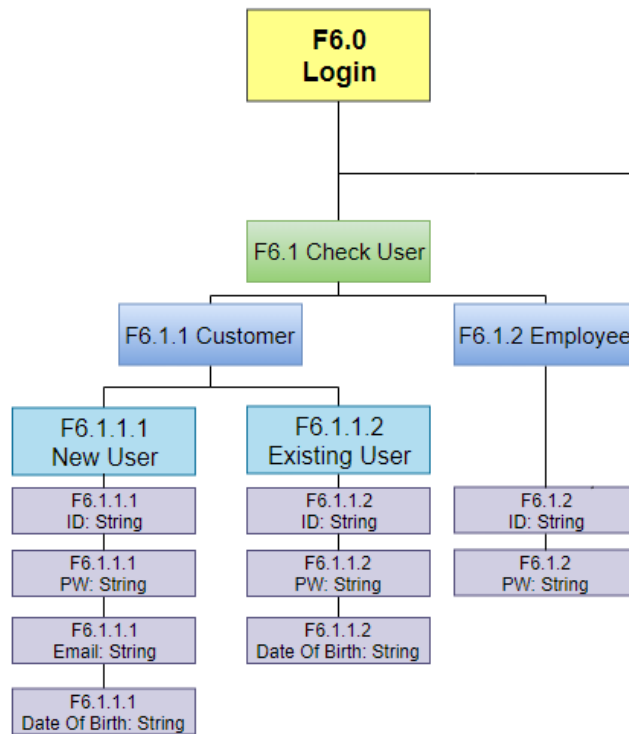 F6.0
Login
F6.1 Check User
F6.1.1 Customer
F6.1.2 Employee
F6.1.1.1
New User
F6.1.1.2
Existing User
F6.1.1.1
ID: String
F6.1.1.2
ID: String
F6.1.2
ID: String
F6.1.1.1
PW: String
F6.1.1.2
PW: String
F6.1.2
PW: String
F6.1.1.1
Email: String
F6.1.1.2
Date Of Birth: String
F6.1.1.1
Date Of Birth: String